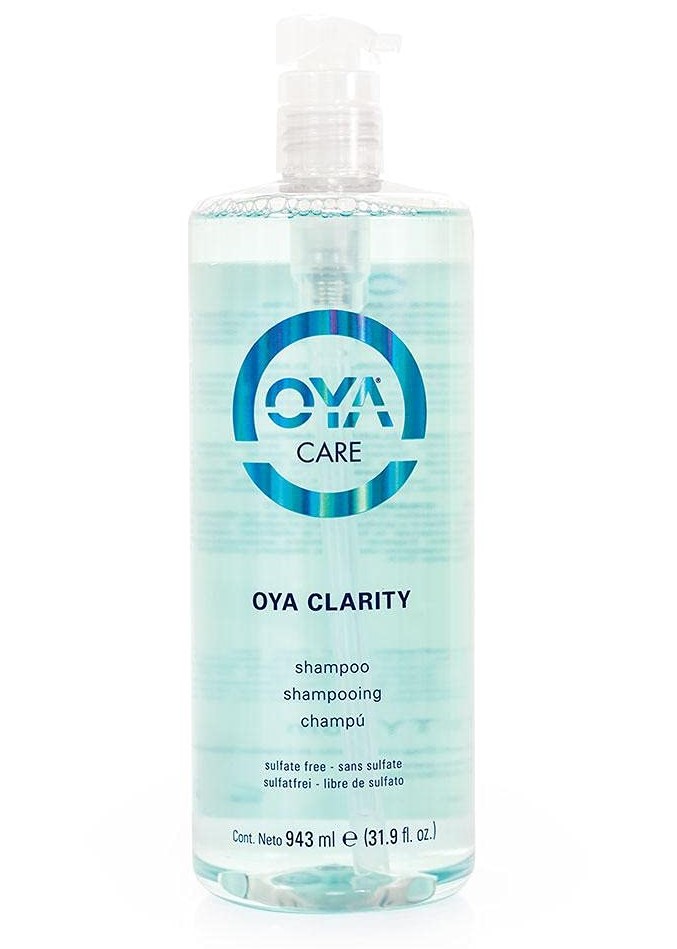 OYA®
CARE
OYA CLARITY
shampoo
shampooing
champú
sulfate free - sans sulfate
sulfatfrei - libre de sulfato
Cont. Neto 943 ml ℮ (31.9 fl. oz.)